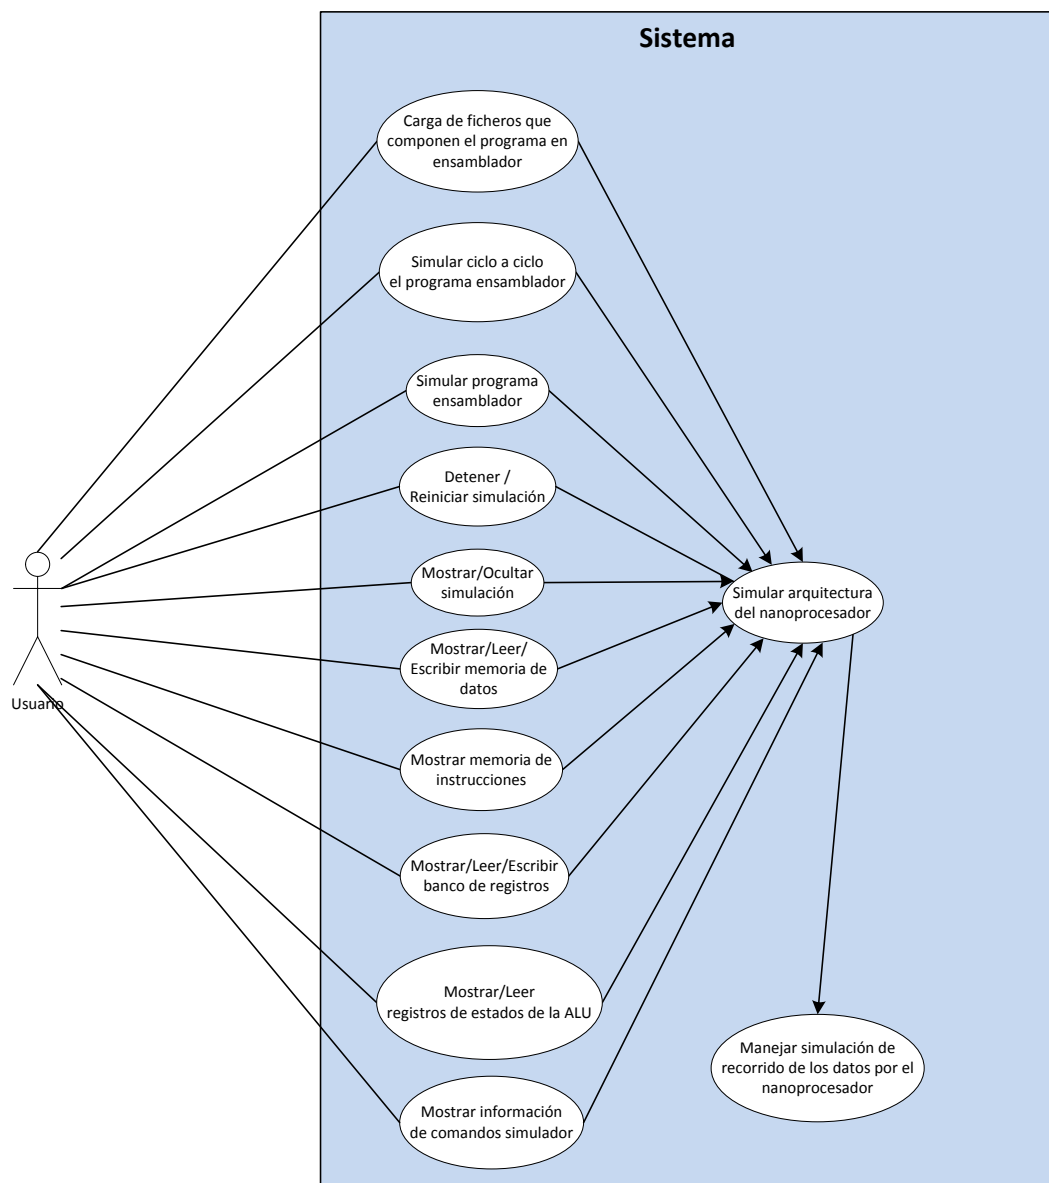 Sistema
Carga de ficheros que
componen el programa en
ensamblador
Simular ciclo a ciclo
el programa ensamblador
Simular programa
ensamblador
Detener /
Reiniciar simulación
Mostrar/Ocultar
simulación
Simular arquitectura
del nanoprocesador
Mostrar/Leer/
Escribir memoria de
datos
Usuario
Mostrar memoria de
instrucciones
Mostrar/Leer/Escribir
banco de registros
Mostrar/Leer
registros de estados de la ALU
Manejar simulación de
recorrido de los datos por el
nanoprocesador
Mostrar información
de comandos simulador